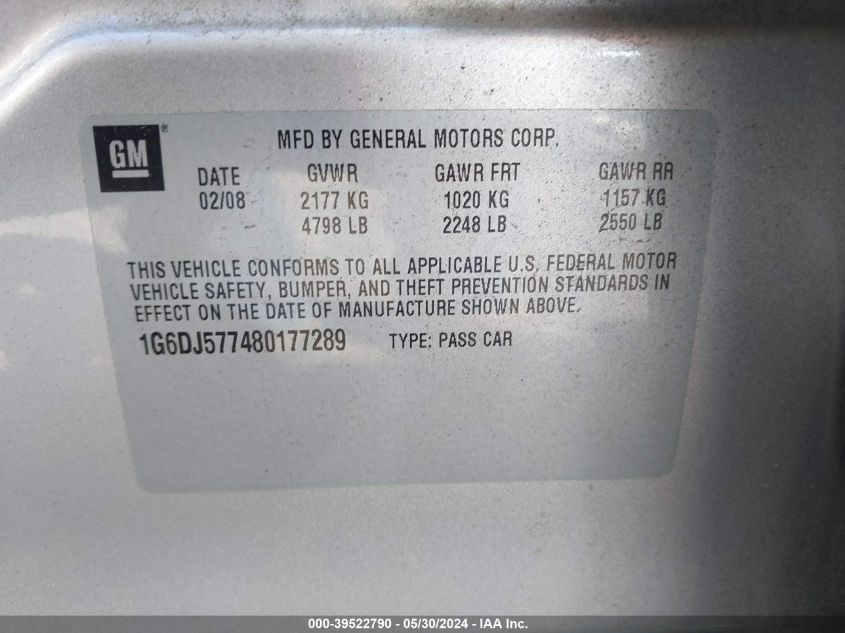 GM®
MFD BY GENERAL MOTORS CORP.
DATE GVWR GAWR FRT GAWR RR
02/08 2177 KG 1020 KG 1157 KG
4798 LB 2248 LB 2550 LB
THIS VEHICLE CONFORMS TO ALL APPLICABLE U.S. FEDERAL MOTOR
VEHICLE SAFETY, BUMPER, AND THEFT PREVENTION STANDARDS IN
EFFECT ON THE DATE OF MANUFACTURE SHOWN ABOVE.
1G6DJ577480177289 TYPE: PASS CAR
000-39522790 - 05/30/2024 - IAA Inc.